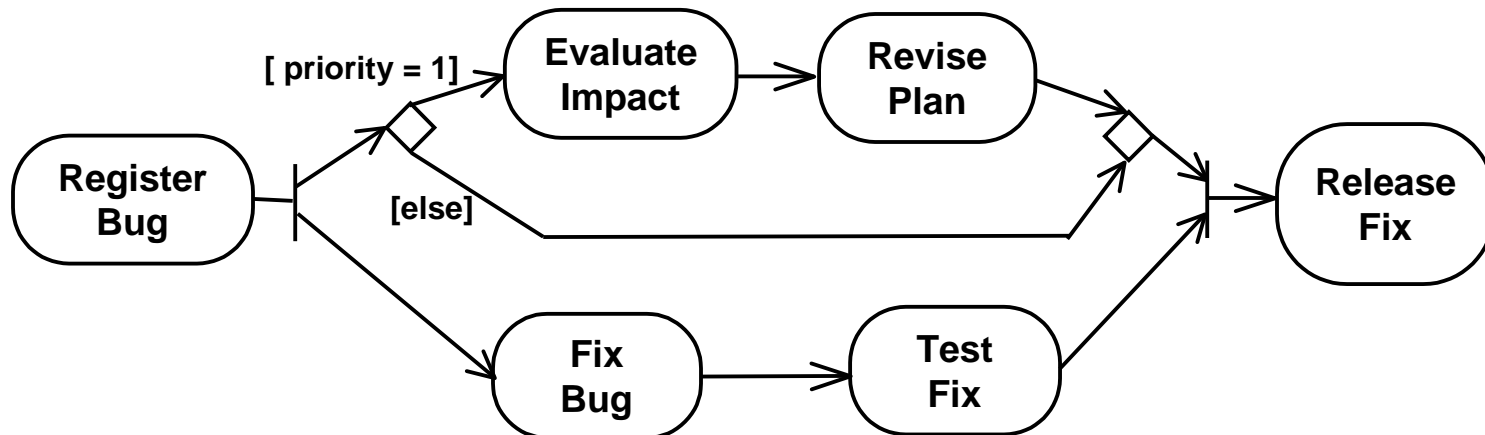 [ priority = 1]
Evaluate
Impact
Revise
Plan
Register
Bug
[else]
Release
Fix
Fix
Bug
Test
Fix